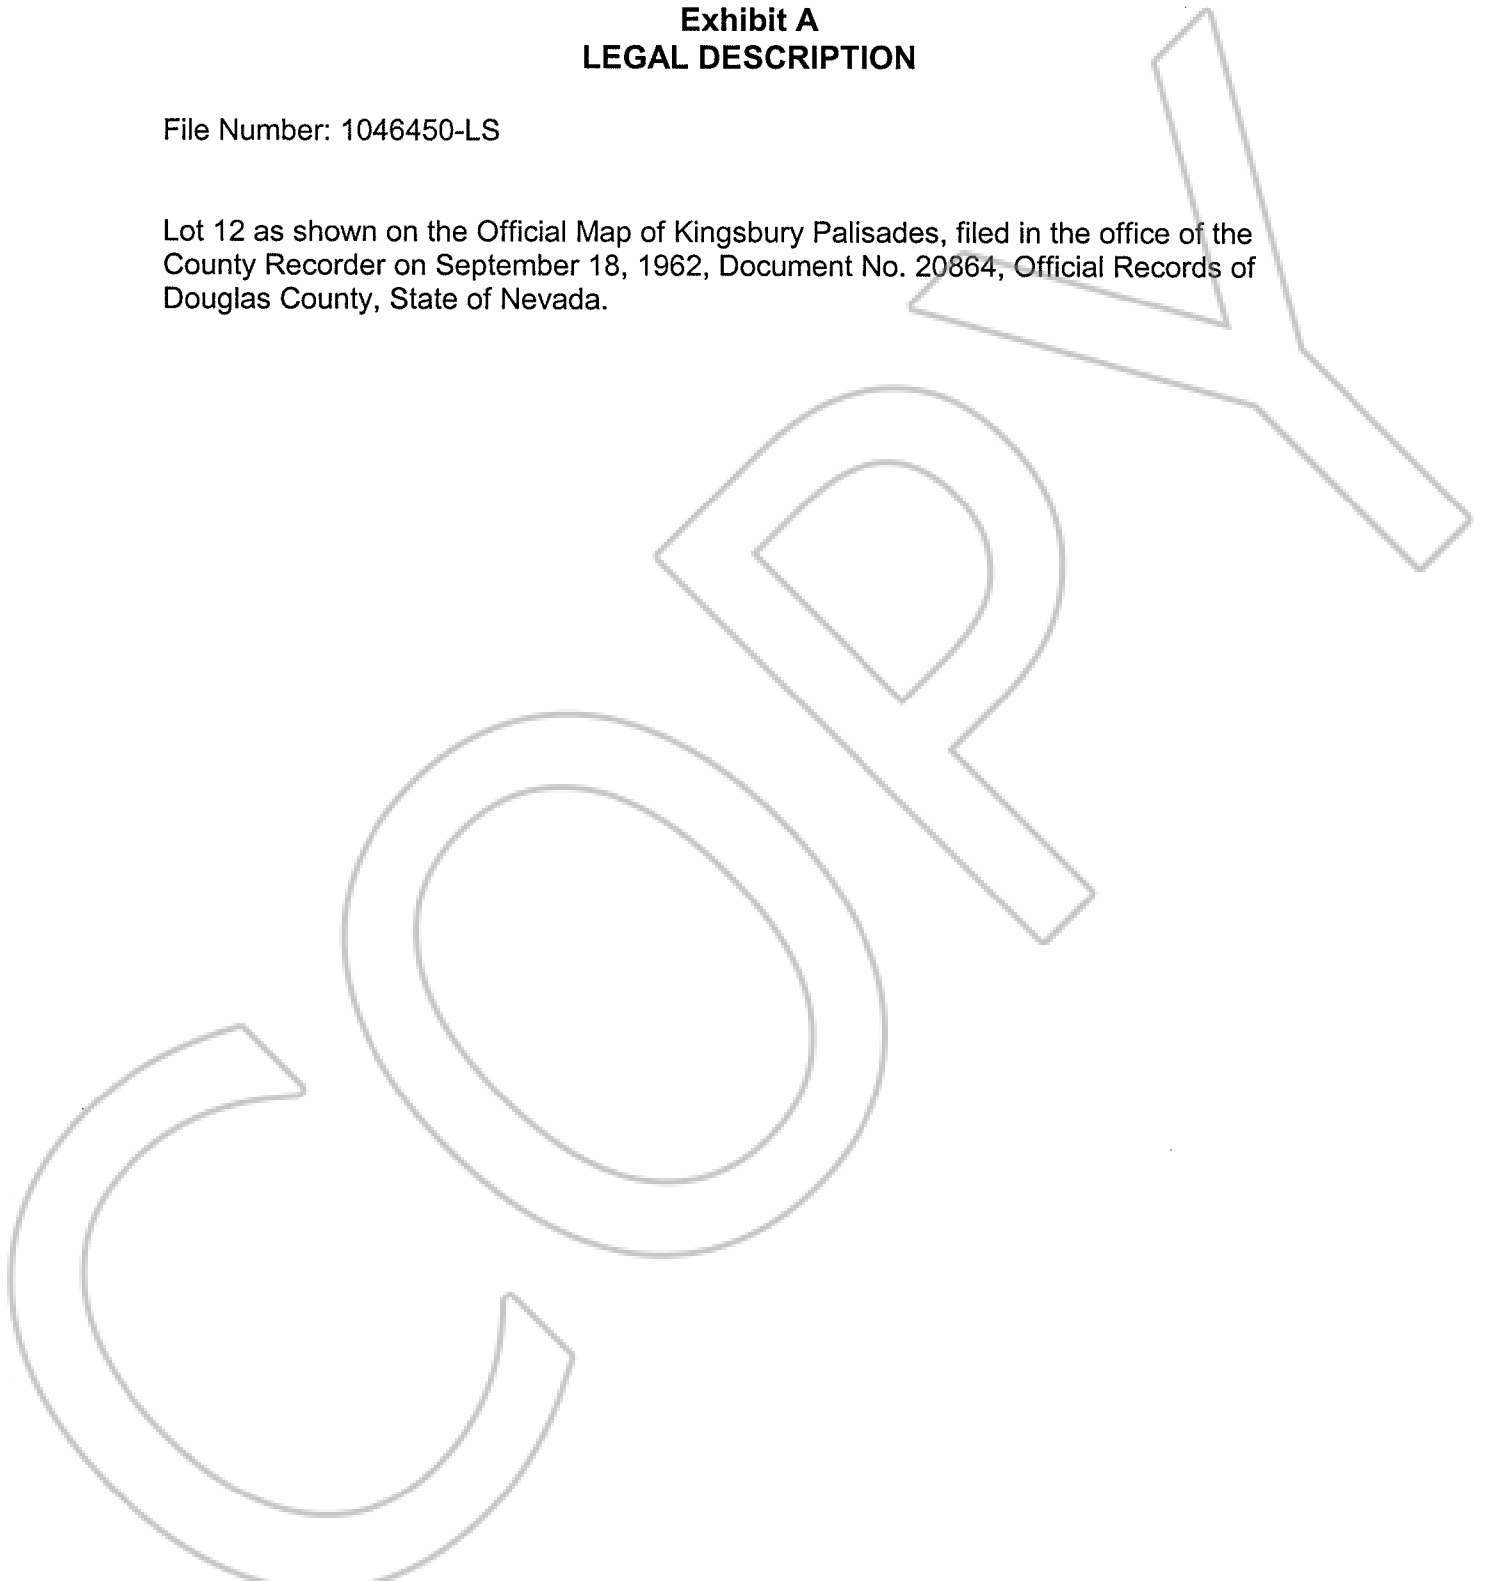 Exhibit A
LEGAL DESCRIPTION
File Number: 1046450-LS
Lot 12 as shown on the Official Map of Kingsbury Palisades, filed in the office of the
County Recorder on September 18, 1962, Document No. 20864, Official Records of
Douglas County, State of Nevada.
COPY